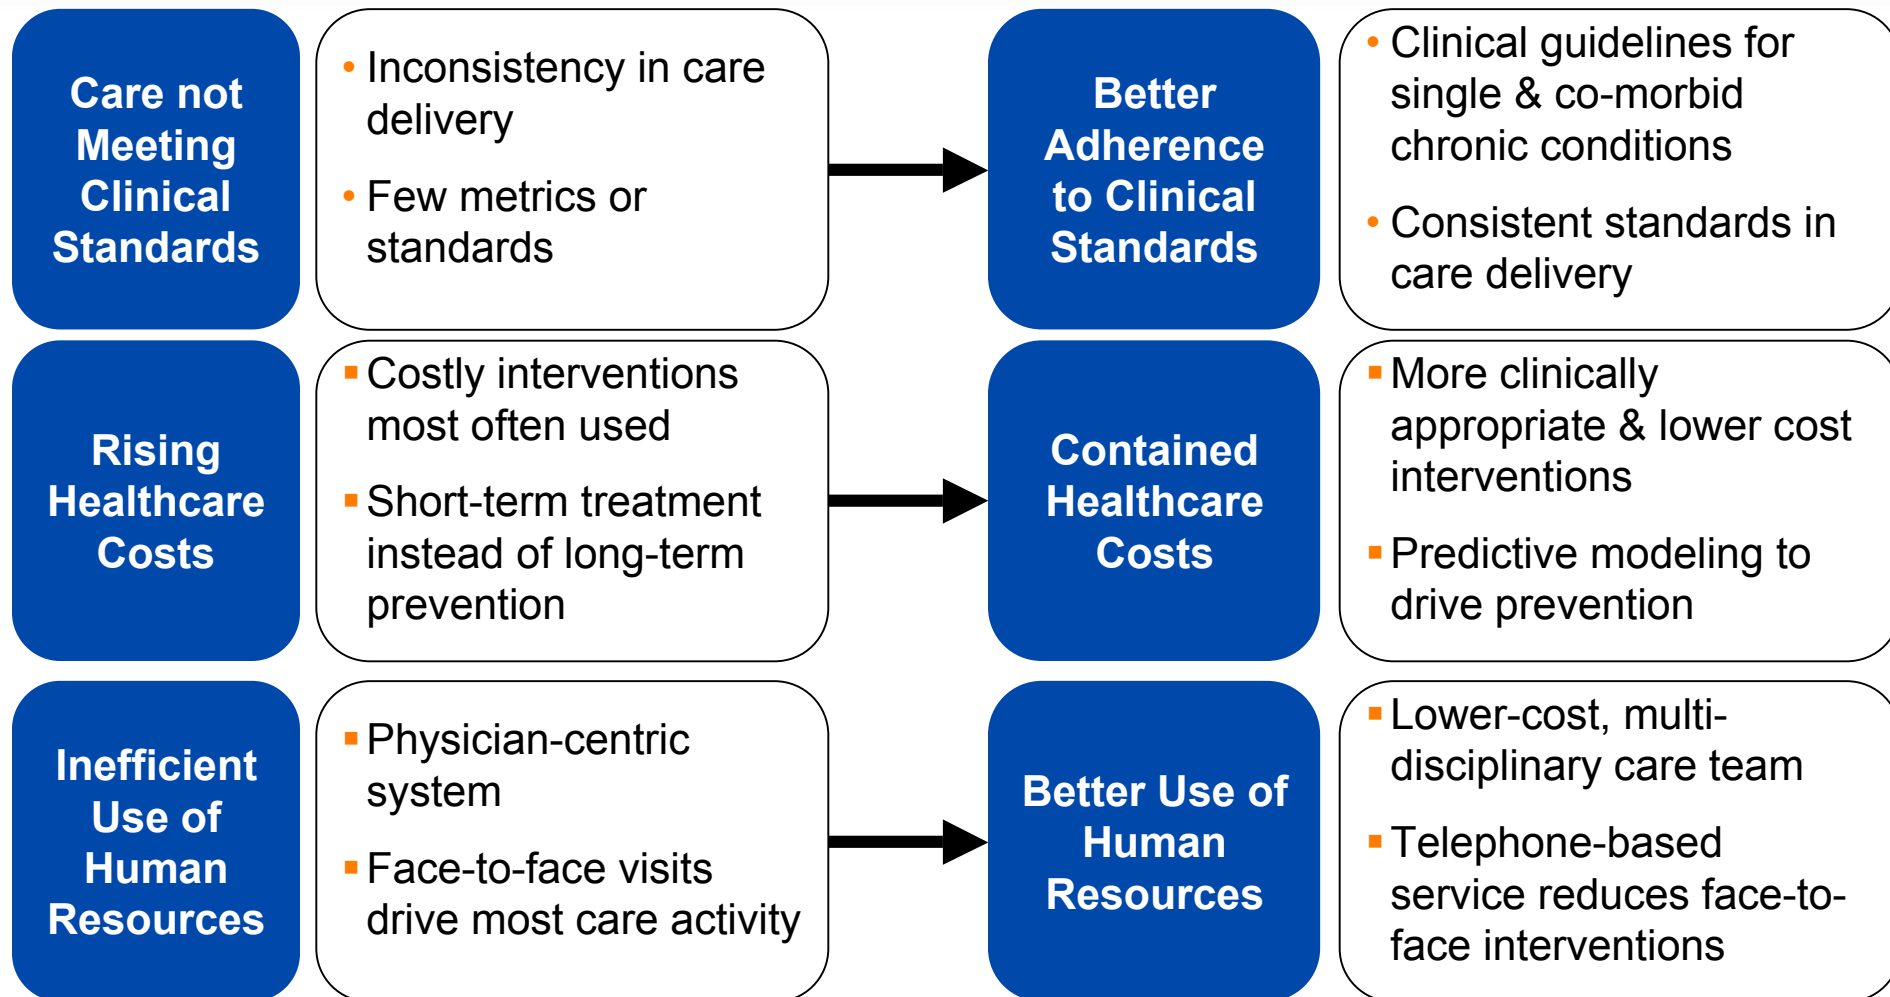 Care not
Meeting
Clinical
Standards
• Inconsistency in care
delivery
• Few metrics or
standards
Better
Adherence
to Clinical
Standards
• Clinical guidelines for
single & co-morbid
chronic conditions
• Consistent standards in
care delivery
Rising
Healthcare
Costs
▪ Costly interventions
most often used
▪ Short-term treatment
instead of long-term
prevention
Contained
Healthcare
Costs
▪ More clinically
appropriate & lower cost
interventions
▪ Predictive modeling to
drive prevention
Inefficient
Use of
Human
Resources
▪ Physician-centric
system
▪ Face-to-face visits
drive most care activity
Better Use of
Human
Resources
▪ Lower-cost, multi-
disciplinary care team
▪ Telephone-based
service reduces face-to-
face interventions